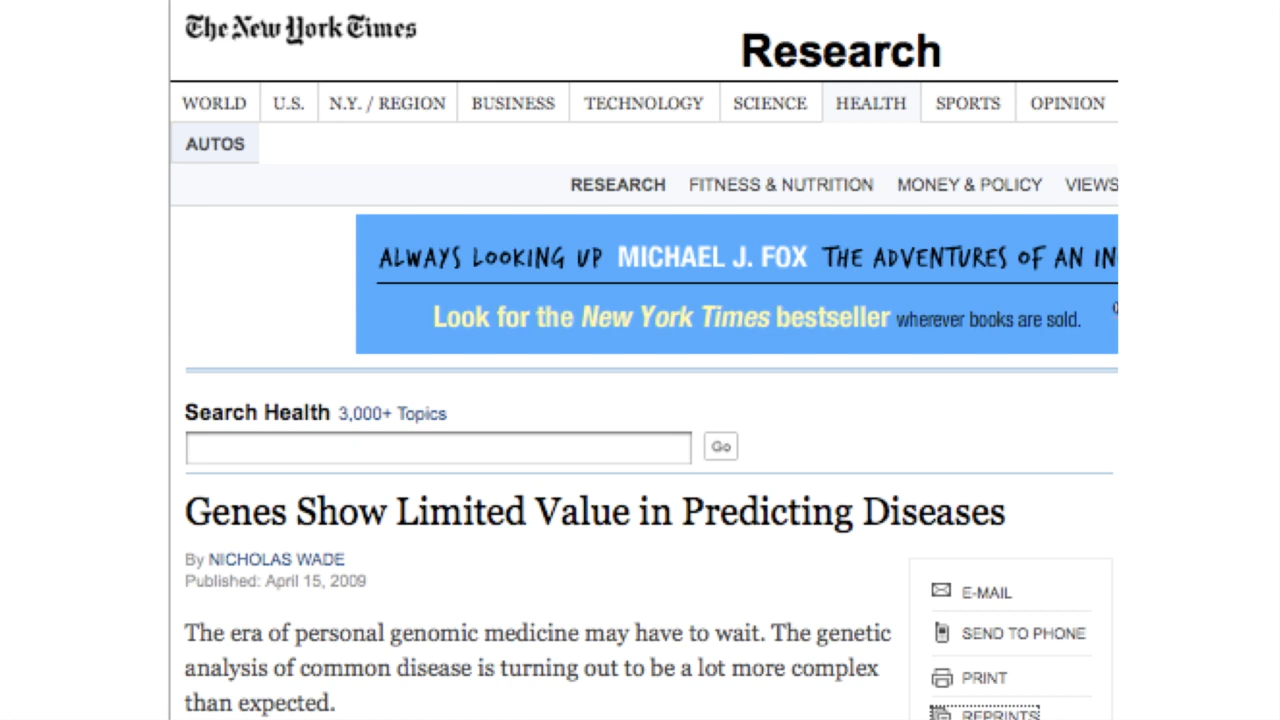 The New York Times
Research
WORLD U.S. N.Y. / REGION BUSINESS TECHNOLOGY SCIENCE HEALTH SPORTS OPINION
AUTOS
RESEARCH FITNESS & NUTRITION MONEY & POLICY VIEWS
ALWAYS LOOKING UP MICHAEL J. FOX THE ADVENTURES OF AN IN
Look for the New York Times bestseller wherever books are sold.
Search Health 3,000+ Topics
Go
Genes Show Limited Value in Predicting Diseases
By NICHOLAS WADE
Published: April 15, 2009
The era of personal genomic medicine may have to wait. The genetic
analysis of common disease is turning out to be a lot more complex
than expected.
E-MAIL
SEND TO PHONE
PRINT
REPRINTS